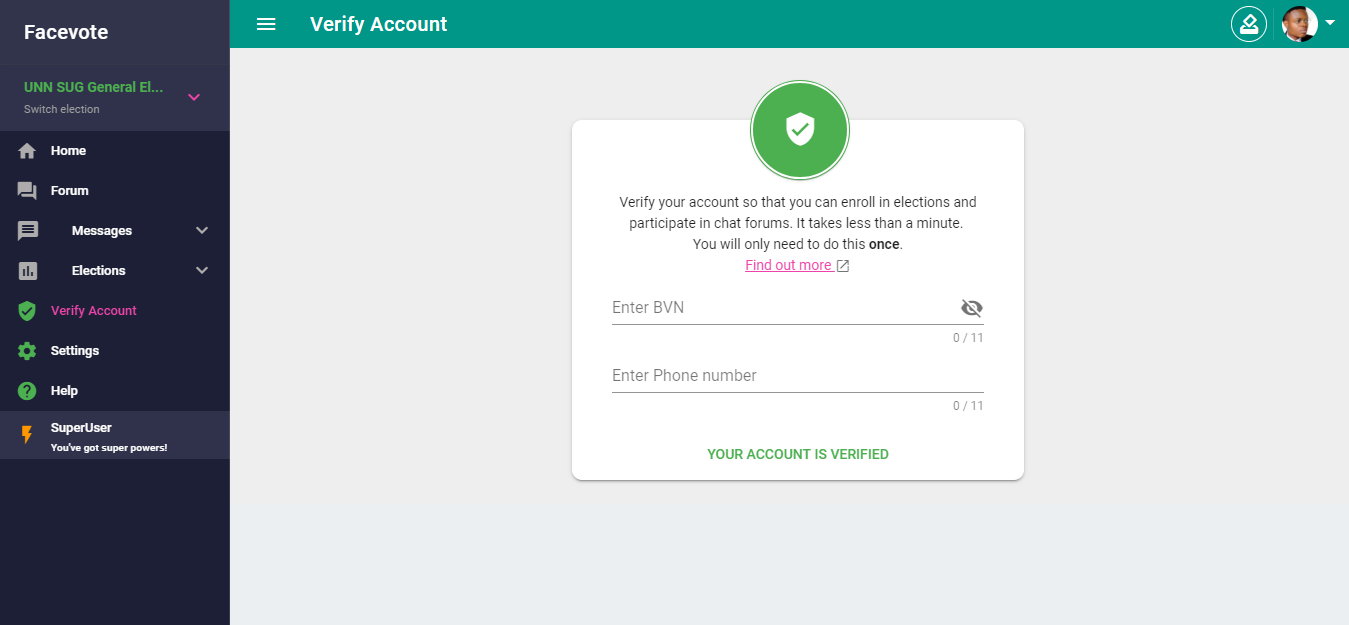 Facevote
Verify Account
UNN SUG General El...
Switch election
Home
Forum
Messages
Elections
Verify Account
Settings
Help
SuperUser
You've got super powers!
Verify your account so that you can enroll in elections and
participate in chat forums. It takes less than a minute.
You will only need to do this once.
Find out more
Enter BVN
0 / 11
Enter Phone number
0 / 11
YOUR ACCOUNT IS VERIFIED